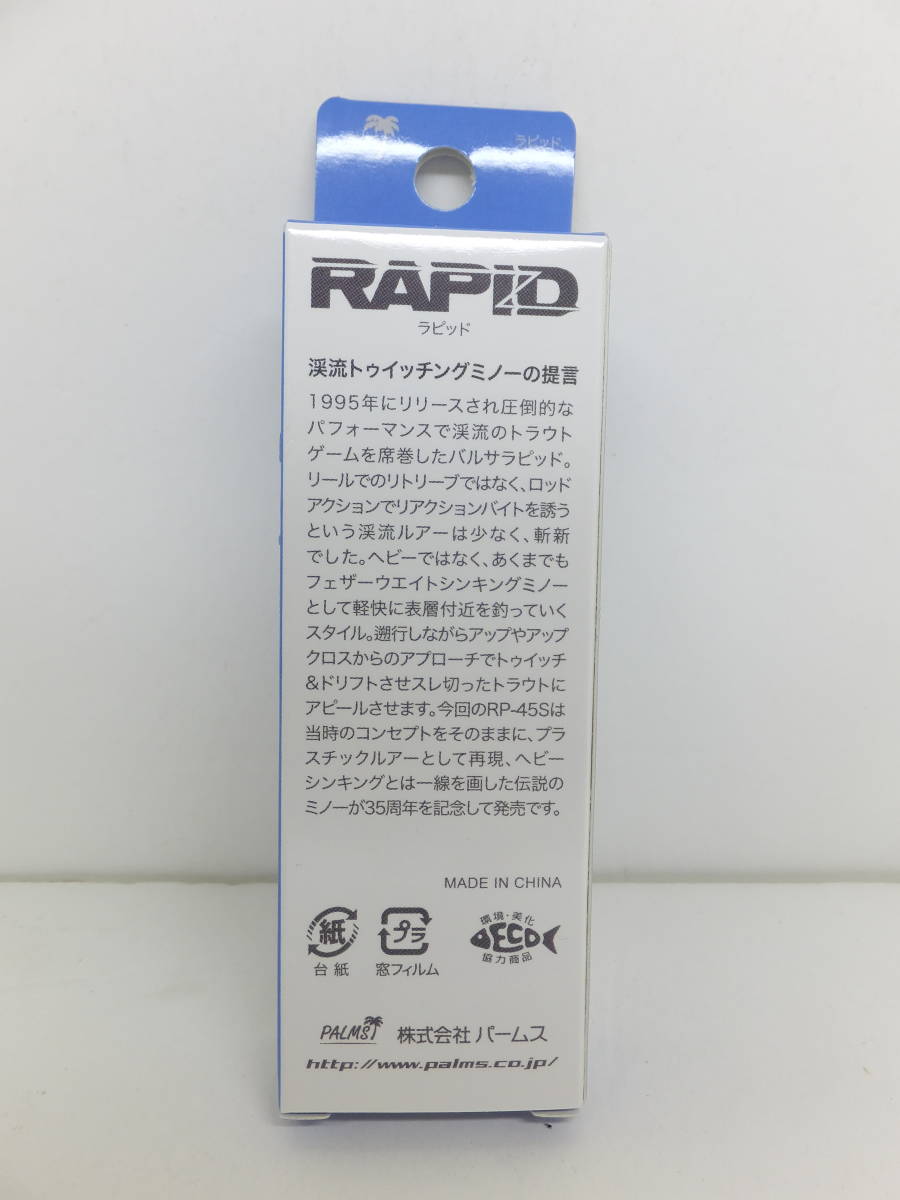 ラピッド
RAPID
ラピッド
渓流トゥイッチングミノーの提言
1995年にリリースされ圧倒的な
パフォーマンスで渓流のトラウト
ゲームを席巻したバルサラピッド。
リールでのリトリーブではなく、ロッド
アクションでリアクションバイトを誘う
という渓流ルアーは少なく、斬新
でした。ヘビーではなく、あくまでも
フェザーウエイトシンキングミノー
として軽快に表層付近を釣っていく
スタイル。遡行しながらアップやアップ
クロスからのアプローチでトゥイッチ
&ドリフトさせスレ切ったトラウトに
アピールさせます。今回のRP-45Sは
当時のコンセプトをそのままに、プラ
スチックルアーとして再現、ヘビー
シンキングとは一線を画した伝説の
ミノーが35周年を記念して発売です。
MADE IN CHINA
紙 プラ 環境・美化
ECO
台紙 窓フィルム 協力商品
PALMS 株式会社 パームス
http://www.palms.co.jp/